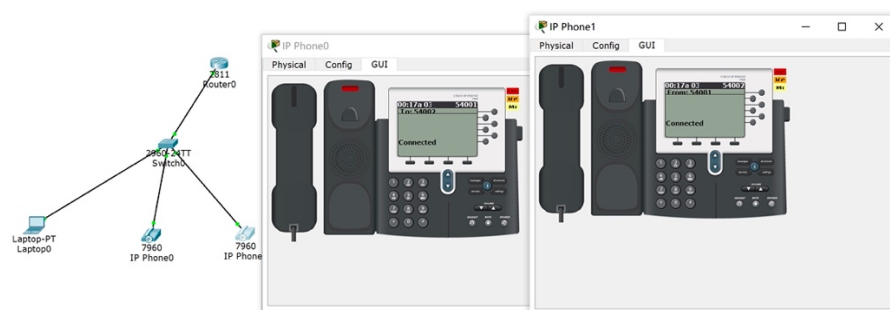 2811
Router0
2960-24TT
Switch0
Laptop-PT
Laptop0
7960
IP Phone0
7960
IP Phone
IP Phone0
Physical Config GUI
00:17a 03 54001
To: 54002
Connected
IP Phone1
Physical Config GUI
00:17a 03 54002
From: 54001
Connected